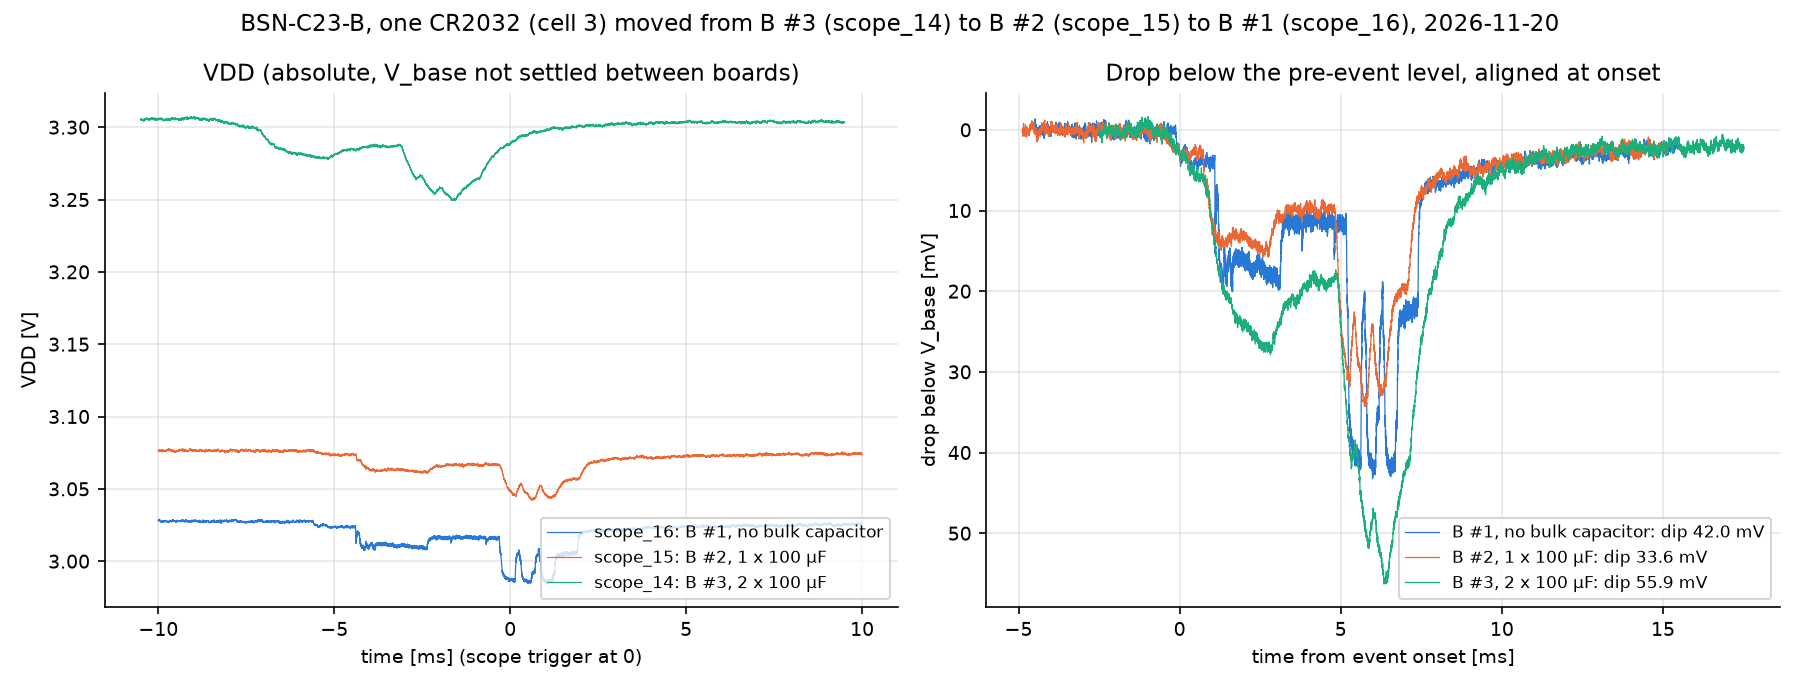 BSN-C23-B, one CR2032 (cell 3) moved from B #3 (scope_14) to B #2 (scope_15) to B #1 (scope_16), 2026-11-20
VDD (absolute, V_base not settled between boards)
VDD [V]
3.30
3.25
3.20
3.15
3.10
3.05
3.00
−10
−5
0
5
10
time [ms] (scope trigger at 0)
scope_16: B #1, no bulk capacitor
scope_15: B #2, 1 x 100 µF
scope_14: B #3, 2 x 100 µF
Drop below the pre-event level, aligned at onset
drop below V_base [mV]
0
10
20
30
40
50
−5
0
5
10
15
time from event onset [ms]
B #1, no bulk capacitor: dip 42.0 mV
B #2, 1 x 100 µF: dip 33.6 mV
B #3, 2 x 100 µF: dip 55.9 mV